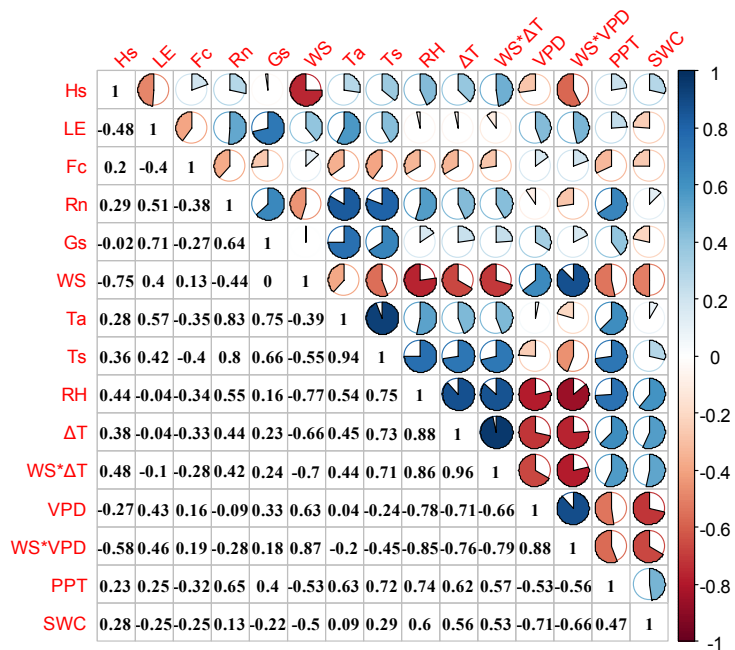 Hs LE Fc Rn Gs WS Ta Ts RH ΔT WS*ΔT VPD WS*VPD PPT SWC
Hs 1
LE -0.48 1
Fc 0.2 -0.4 1
Rn 0.29 0.51 -0.38 1
Gs -0.02 0.71 -0.27 0.64 1
WS -0.75 0.4 0.13 -0.44 0 1
Ta 0.28 0.57 -0.35 0.83 0.75 -0.39 1
Ts 0.36 0.42 -0.4 0.8 0.66 -0.55 0.94 1
RH 0.44 -0.04 -0.34 0.55 0.16 -0.77 0.54 0.75 1
ΔT 0.38 -0.04 -0.33 0.44 0.23 -0.66 0.45 0.73 0.88 1
WS*ΔT 0.48 -0.1 -0.28 0.42 0.24 -0.7 0.44 0.71 0.86 0.96 1
VPD -0.27 0.43 0.16 -0.09 0.33 0.63 0.04 -0.24 -0.78 -0.71 -0.66 1
WS*VPD -0.58 0.46 0.19 -0.28 0.18 0.87 -0.2 -0.45 -0.85 -0.76 -0.79 0.88 1
PPT 0.23 0.25 -0.32 0.65 0.4 -0.53 0.63 0.72 0.74 0.62 0.57 -0.53 -0.56 1
SWC 0.28 -0.25 -0.25 0.13 -0.22 -0.5 0.09 0.29 0.6 0.56 0.53 -0.71 -0.66 0.47 1
1
0.8
0.6
0.4
0.2
0
-0.2
-0.4
-0.6
-0.8
-1